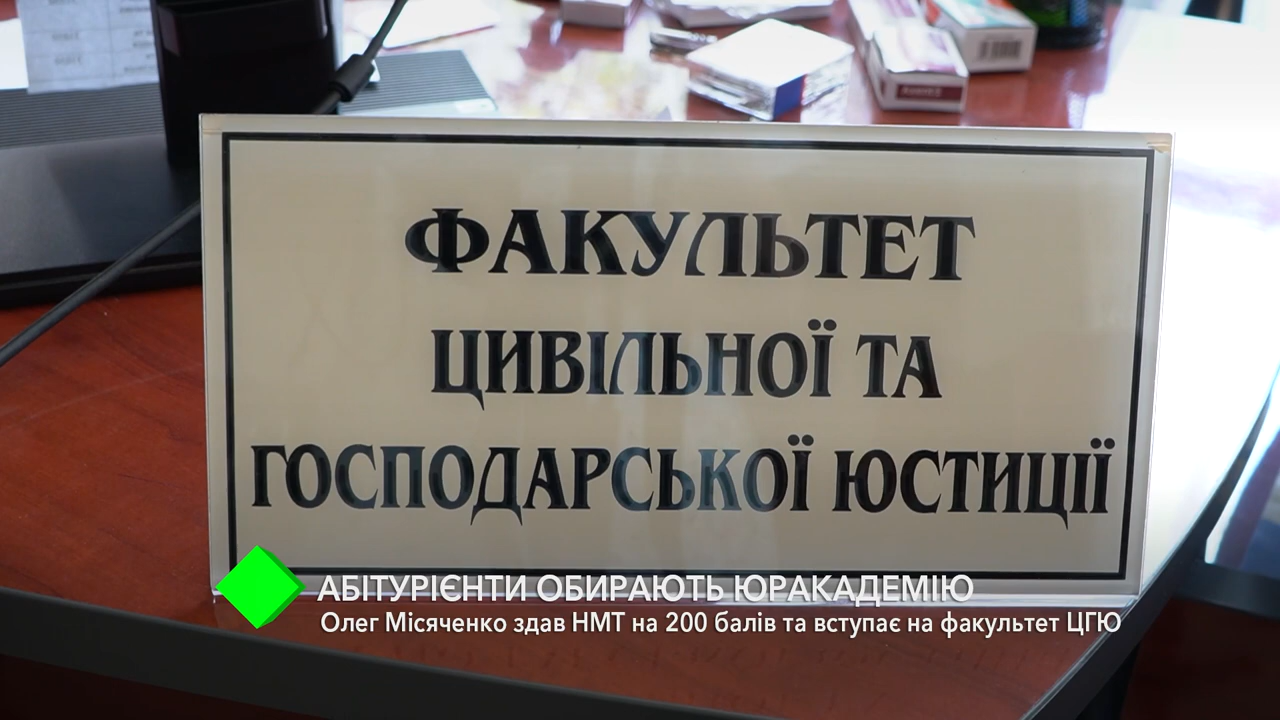 ФАКУЛЬТЕТ
ЦИВІЛЬНОЇ ТА
ГОСПОДАРСЬКОЇ ЮСТИЦІЇ
АБІТУРІЄНТИ ОБИРАЮТЬ ЮРАКАДЕМІЮ
Олег Місяченко здав НМТ на 200 балів та вступає на факультет ЦГЮ